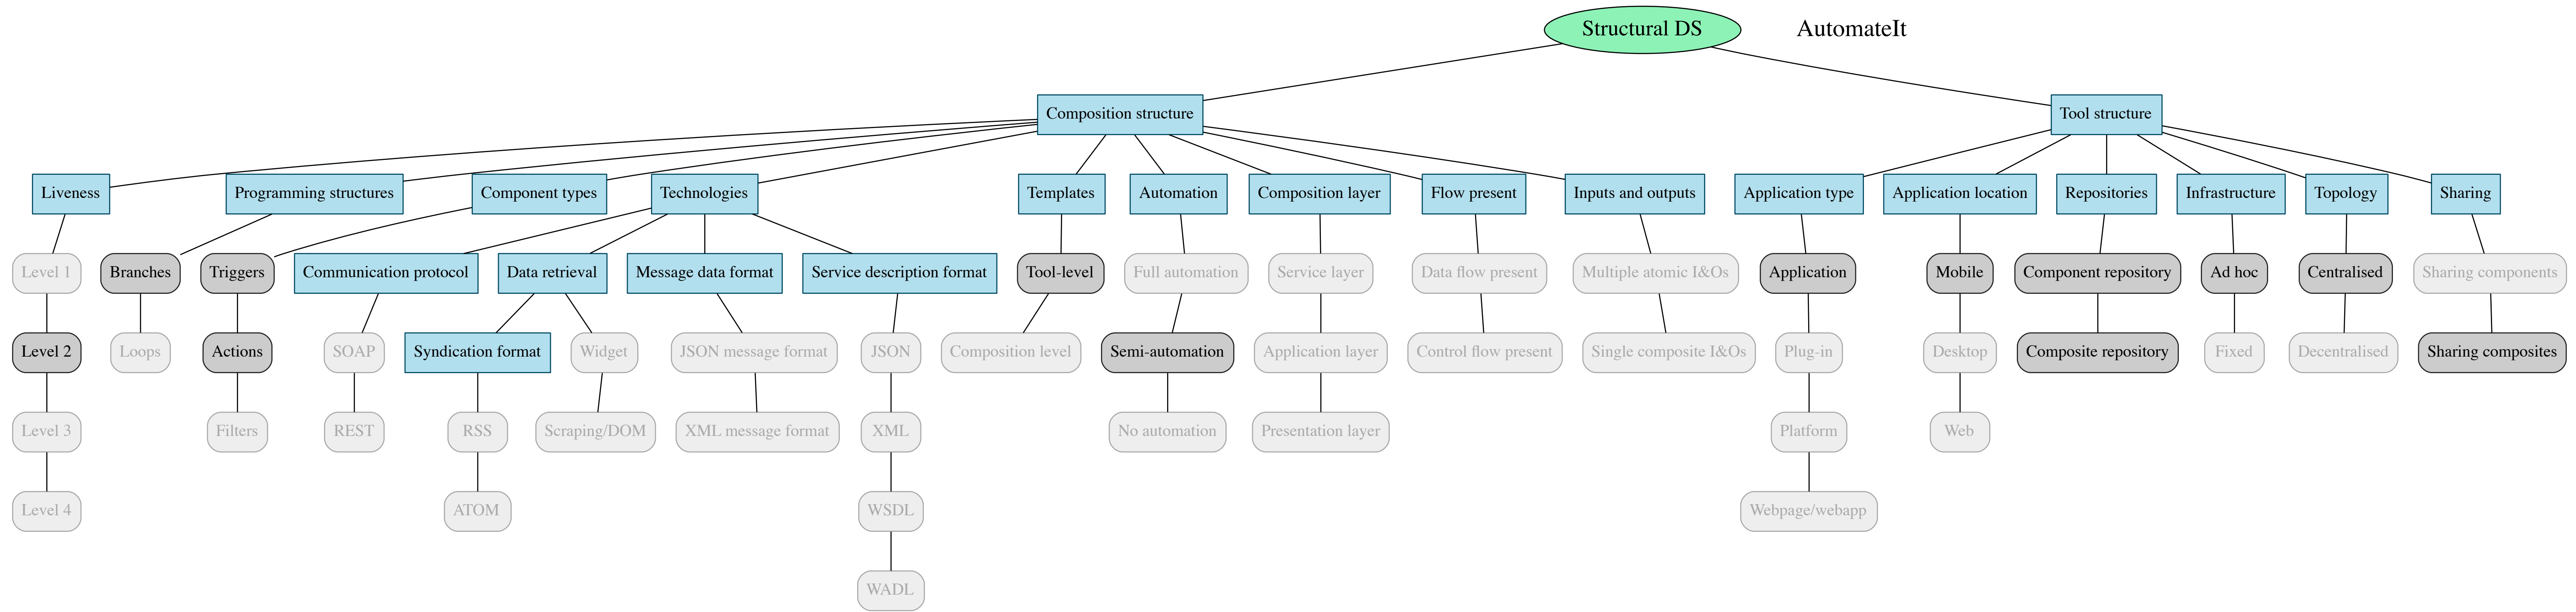 Structural DS
AutomateIt
Composition structure
Tool structure
Liveness
Programming structures
Component types
Technologies
Templates
Automation
Composition layer
Flow present
Inputs and outputs
Application type
Application location
Repositories
Infrastructure
Topology
Sharing
Level 1
Branches
Triggers
Communication protocol
Data retrieval
Message data format
Service description format
Tool-level
Full automation
Service layer
Data flow present
Multiple atomic I&Os
Application
Mobile
Component repository
Ad hoc
Centralised
Sharing components
Level 2
Loops
Actions
SOAP
Syndication format
Widget
JSON message format
JSON
Composition level
Semi-automation
Application layer
Control flow present
Single composite I&Os
Plug-in
Desktop
Composite repository
Fixed
Decentralised
Sharing composites
Level 3
Filters
REST
RSS
Scraping/DOM
XML message format
XML
No automation
Presentation layer
Platform
Web
Level 4
ATOM
WSDL
Webpage/webapp
WADL